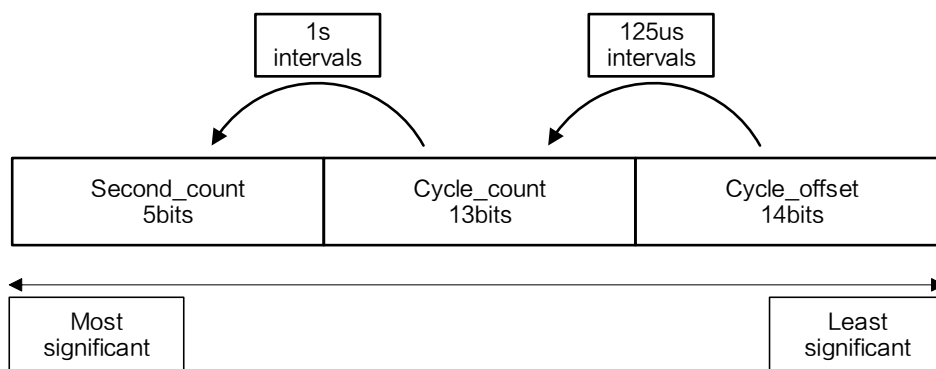 1s
intervals
125us
intervals
Second_count
5bits
Cycle_count
13bits
Cycle_offset
14bits
Most
significant
Least
significant